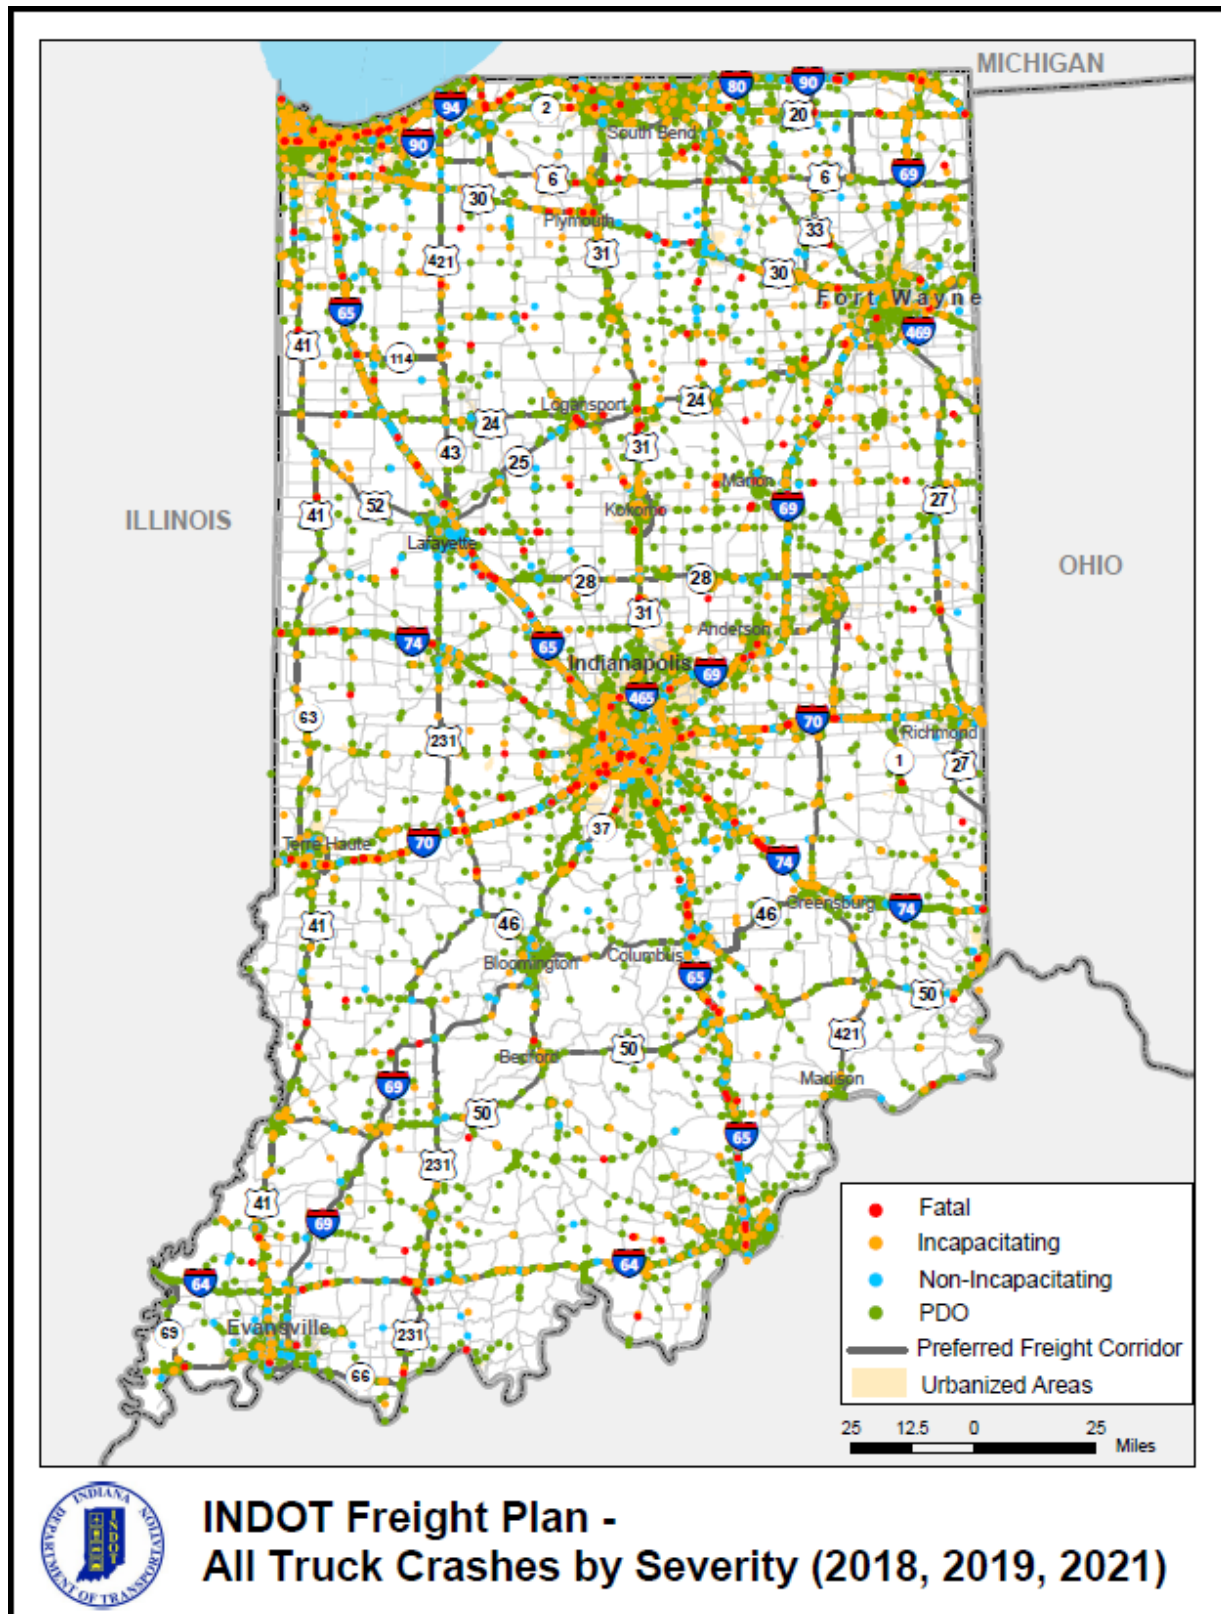 MICHIGAN
80
90
94
2
20
South Bend
90
6
6
69
30
Plymouth
33
31
421
30
Fort Wayne
65
469
41
114
24
Logansport
24
31
43
25
Marion
27
52
69
41
Kokomo
ILLINOIS
Lafayette
OHIO
28
28
31
Anderson
74
65
Indianapolis
69
465
63
70
231
Richmond
1
27
37
Terre Haute
70
74
Greensburg
74
46
46
41
Bloomington
Columbus
65
50
421
50
Bedford
Madison
69
50
65
231
41
69
64
64
Evansville
69
231
66
Fatal
Incapacitating
Non-Incapacitating
PDO
Preferred Freight Corridor
Urbanized Areas
25 12.5 0 25
Miles
INDIANA
DEPARTMENT OF TRANSPORTATION
INDOT
INDOT Freight Plan -
All Truck Crashes by Severity (2018, 2019, 2021)